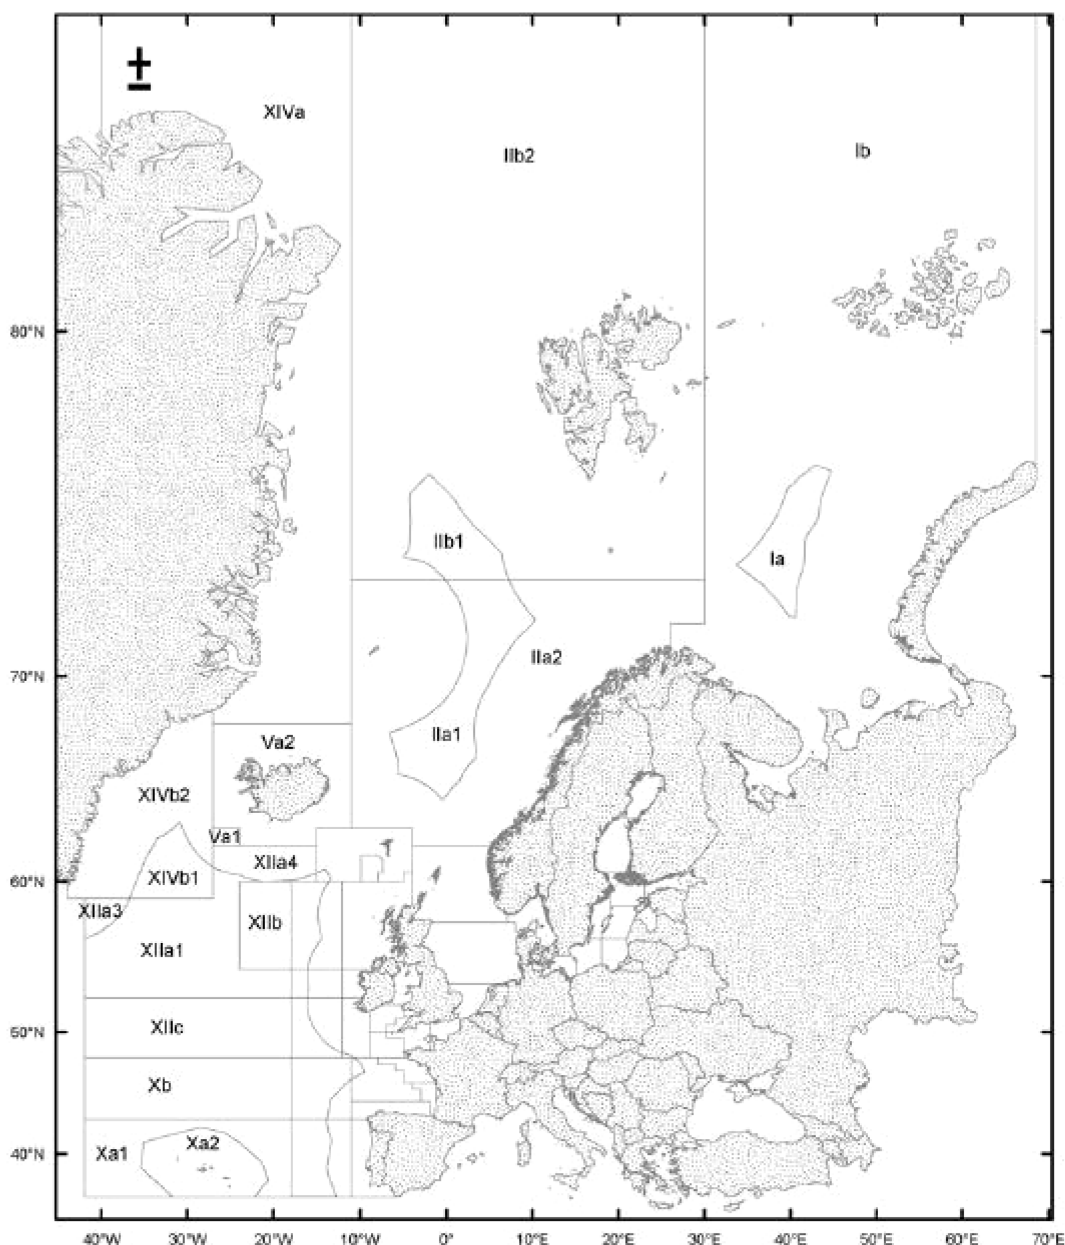 ±
XIVa
IIb2
Ib
80°N
IIb1
Ia
IIa2
70°N
IIa1
Va2
XIVb2
Va1
XIIa4
XIVb1
60°N
XIIa3
XIIb
XIIa1
XIIc
50°N
Xb
Xa2
Xa1
40°N
40°W 30°W 20°W 10°W 0° 10°E 20°E 30°E 40°E 50°E 60°E 70°E